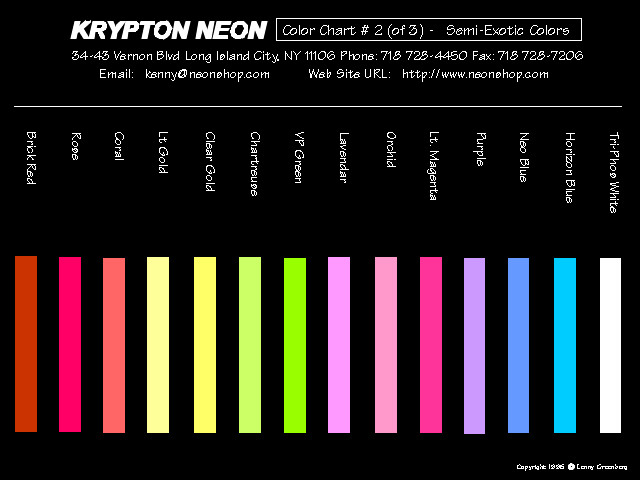 KRYPTON NEON
Color Chart # 2 (of 3) - Semi-Exotic Colors
34-43 Vernon Blvd Long Island City, NY 11106 Phone: 718 728-4450 Fax: 718 728-7206
Email: kenny@neonshop.com Web Site URL: http://www.neonshop.com
Brick Red
Rose
Coral
Lt Gold
Clear Gold
Chartreuse
VP Green
Lavendar
Orchid
Lt. Magenta
Purple
Neo Blue
Horizon Blue
Tri-Phos White
Copyright 1996 @ Kenny Greenberg